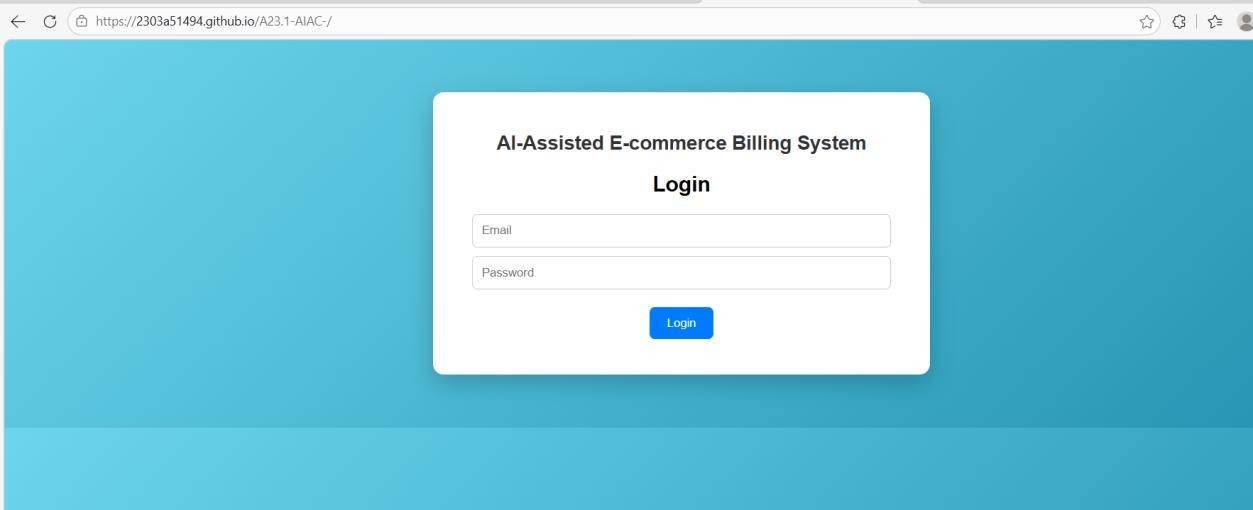 https://2303a51494.github.io/A23.1-AIAC-/
AI-Assisted E-commerce Billing System
Login
Email
Password
Login